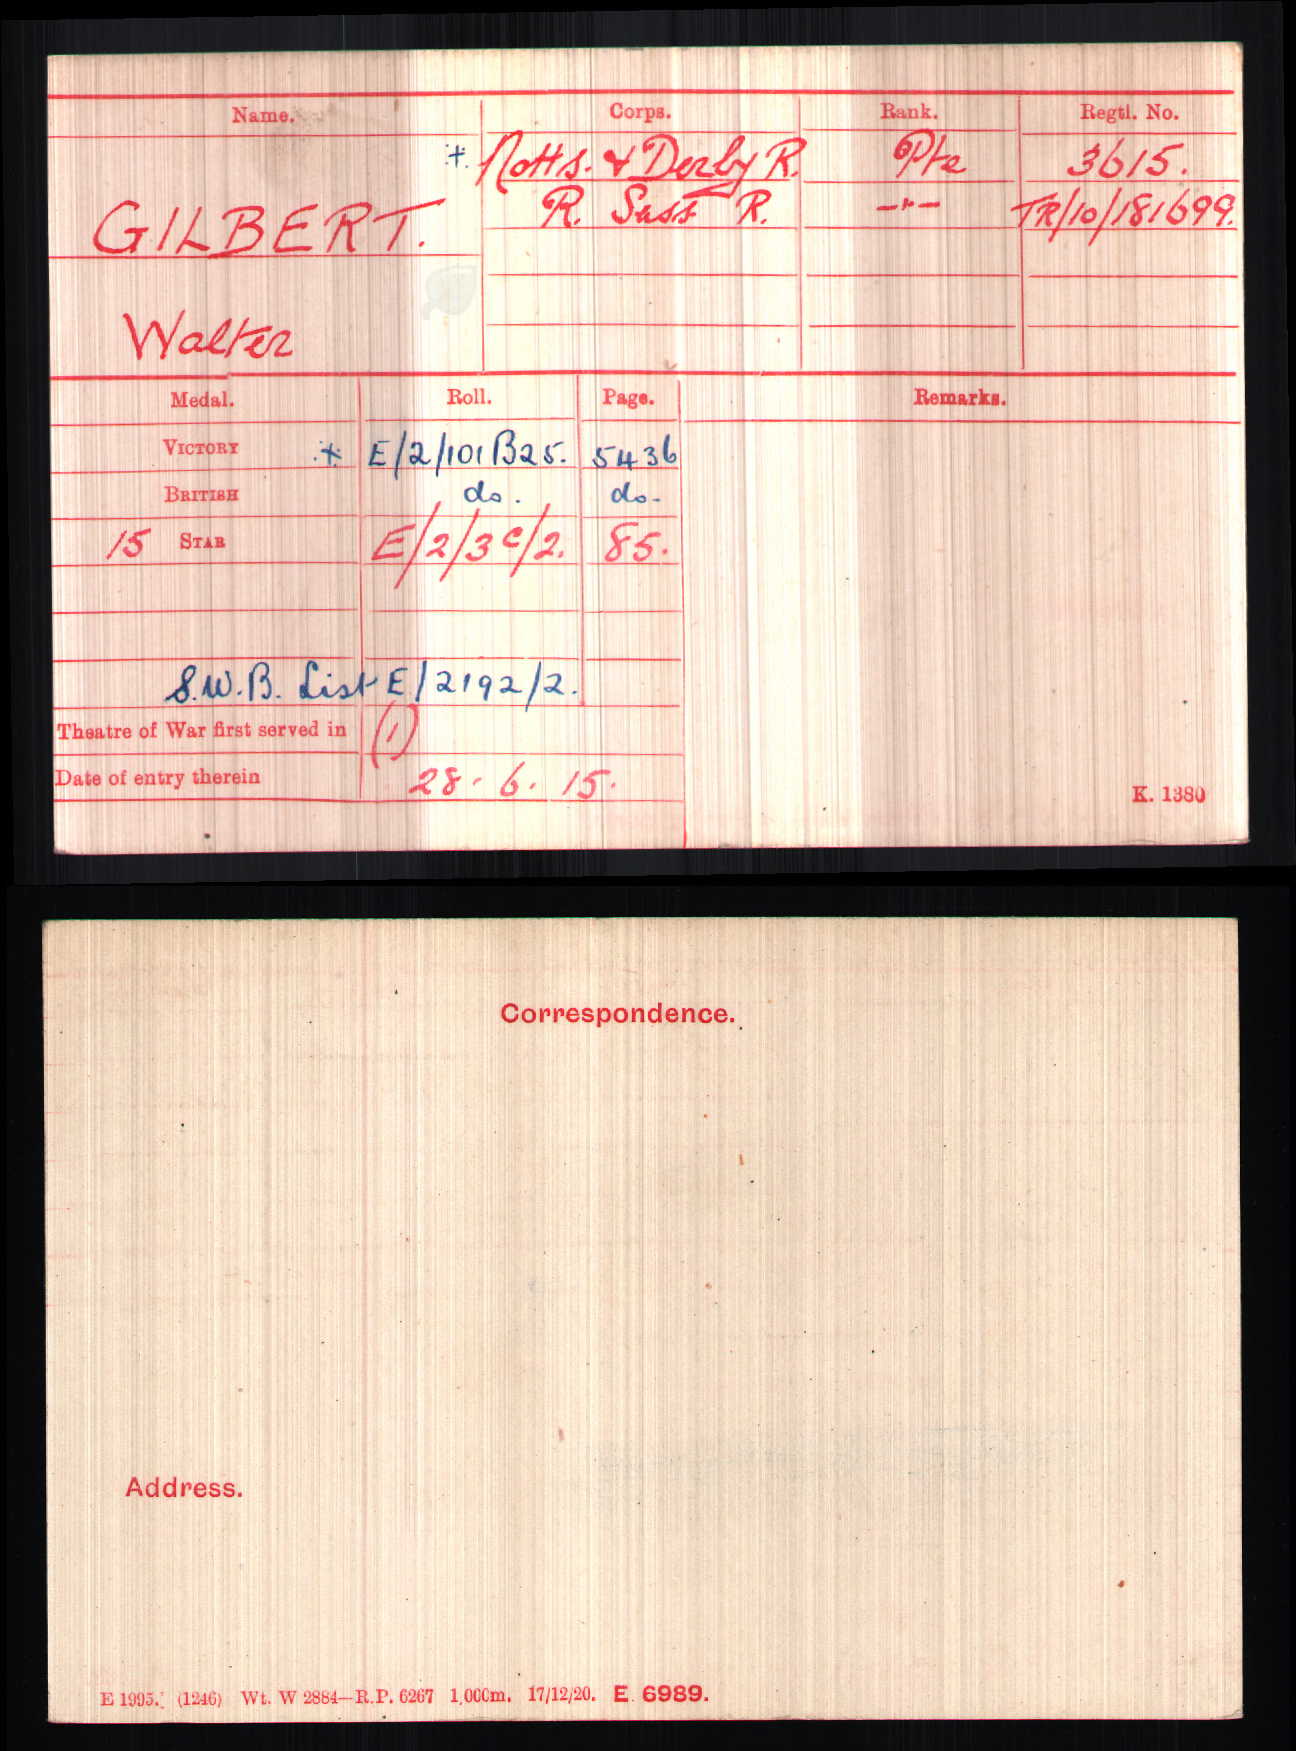 Name. Corps. Rank. Regtl. No.
+. Notts. & Derby R. Pte 3615.
GILBERT. R. Suss R. -"- TR/10/181699.
Walter
Medal. Roll. Page. Remarks.
VICTORY + E/2/101B25. 5436
BRITISH do. do.
15 STAR E/2/3C/2. 85.
S.W.B. List E/2192/2.
Theatre of War first served in (1)
Date of entry therein 28. 6. 15.
K. 1380
Correspondence.
Address.
E 1995. (1246) Wt. W 2884—R.P. 6267 1,000m. 17/12/20. E. 6989.